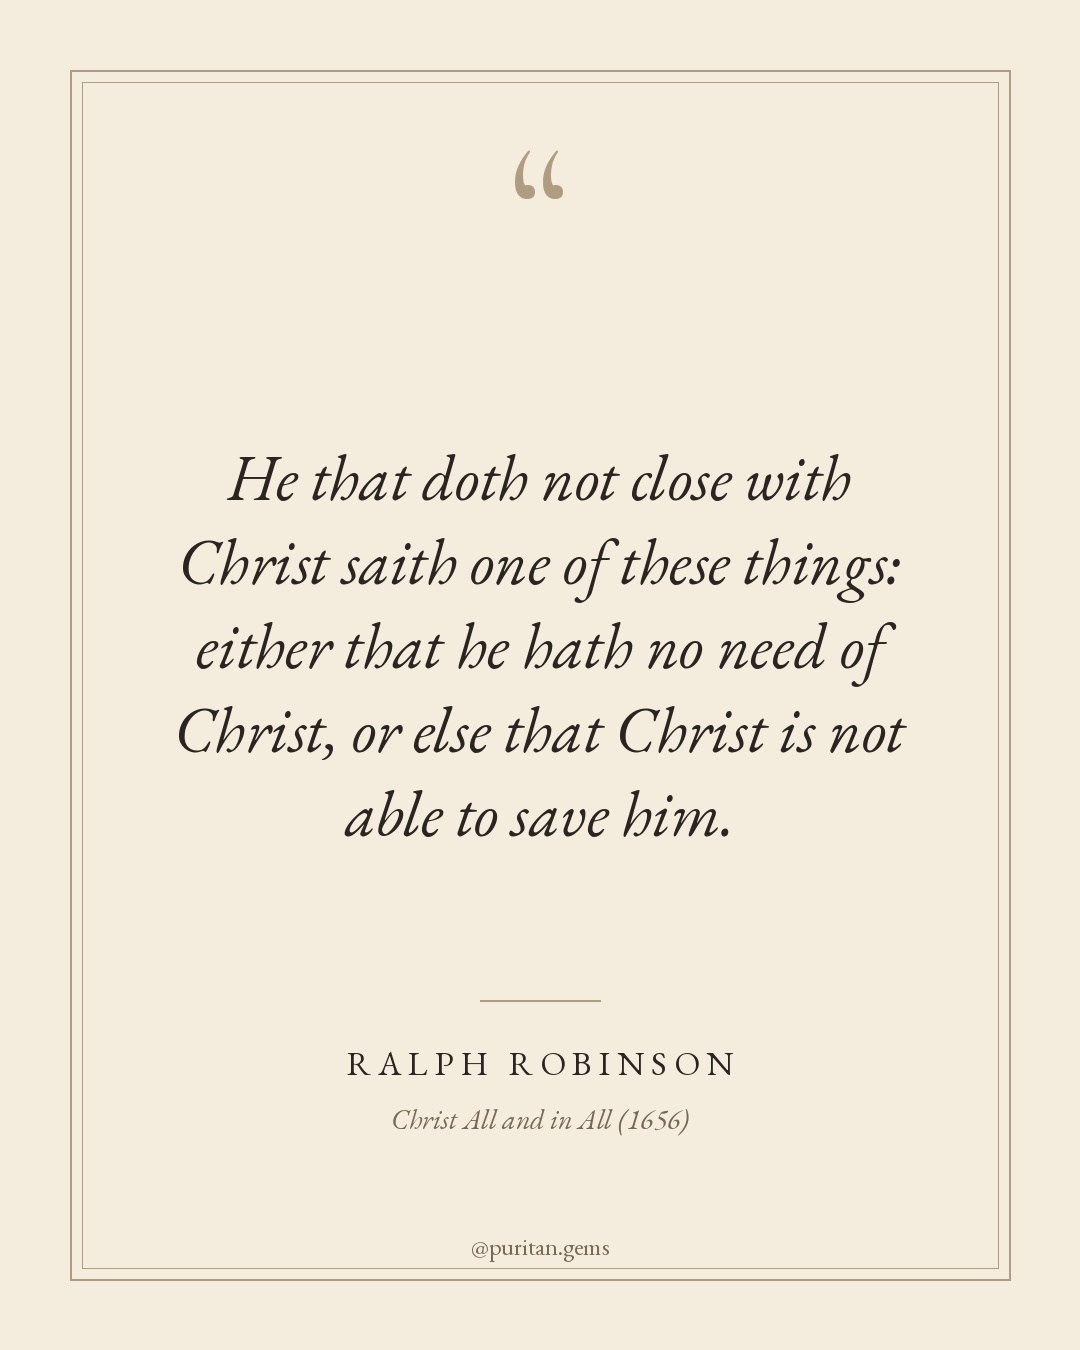 “
He that doth not close with
Christ saith one of these things:
either that he hath no need of
Christ, or else that Christ is not
able to save him.
RALPH ROBINSON
Christ All and in All (1656)
@puritan.gems